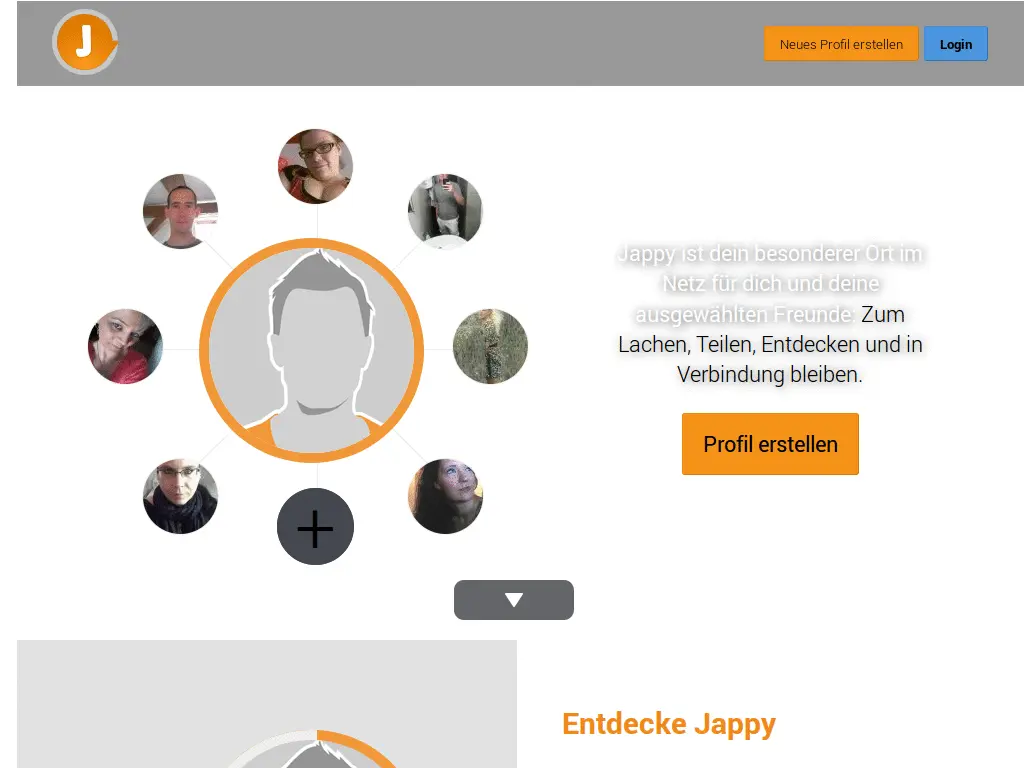 J
Neues Profil erstellen
Login
Jappy ist dein besonderer Ort im
Netz für dich und deine
ausgewählten Freunde: Zum
Lachen, Teilen, Entdecken und in
Verbindung bleiben.
Profil erstellen
Entdecke Jappy